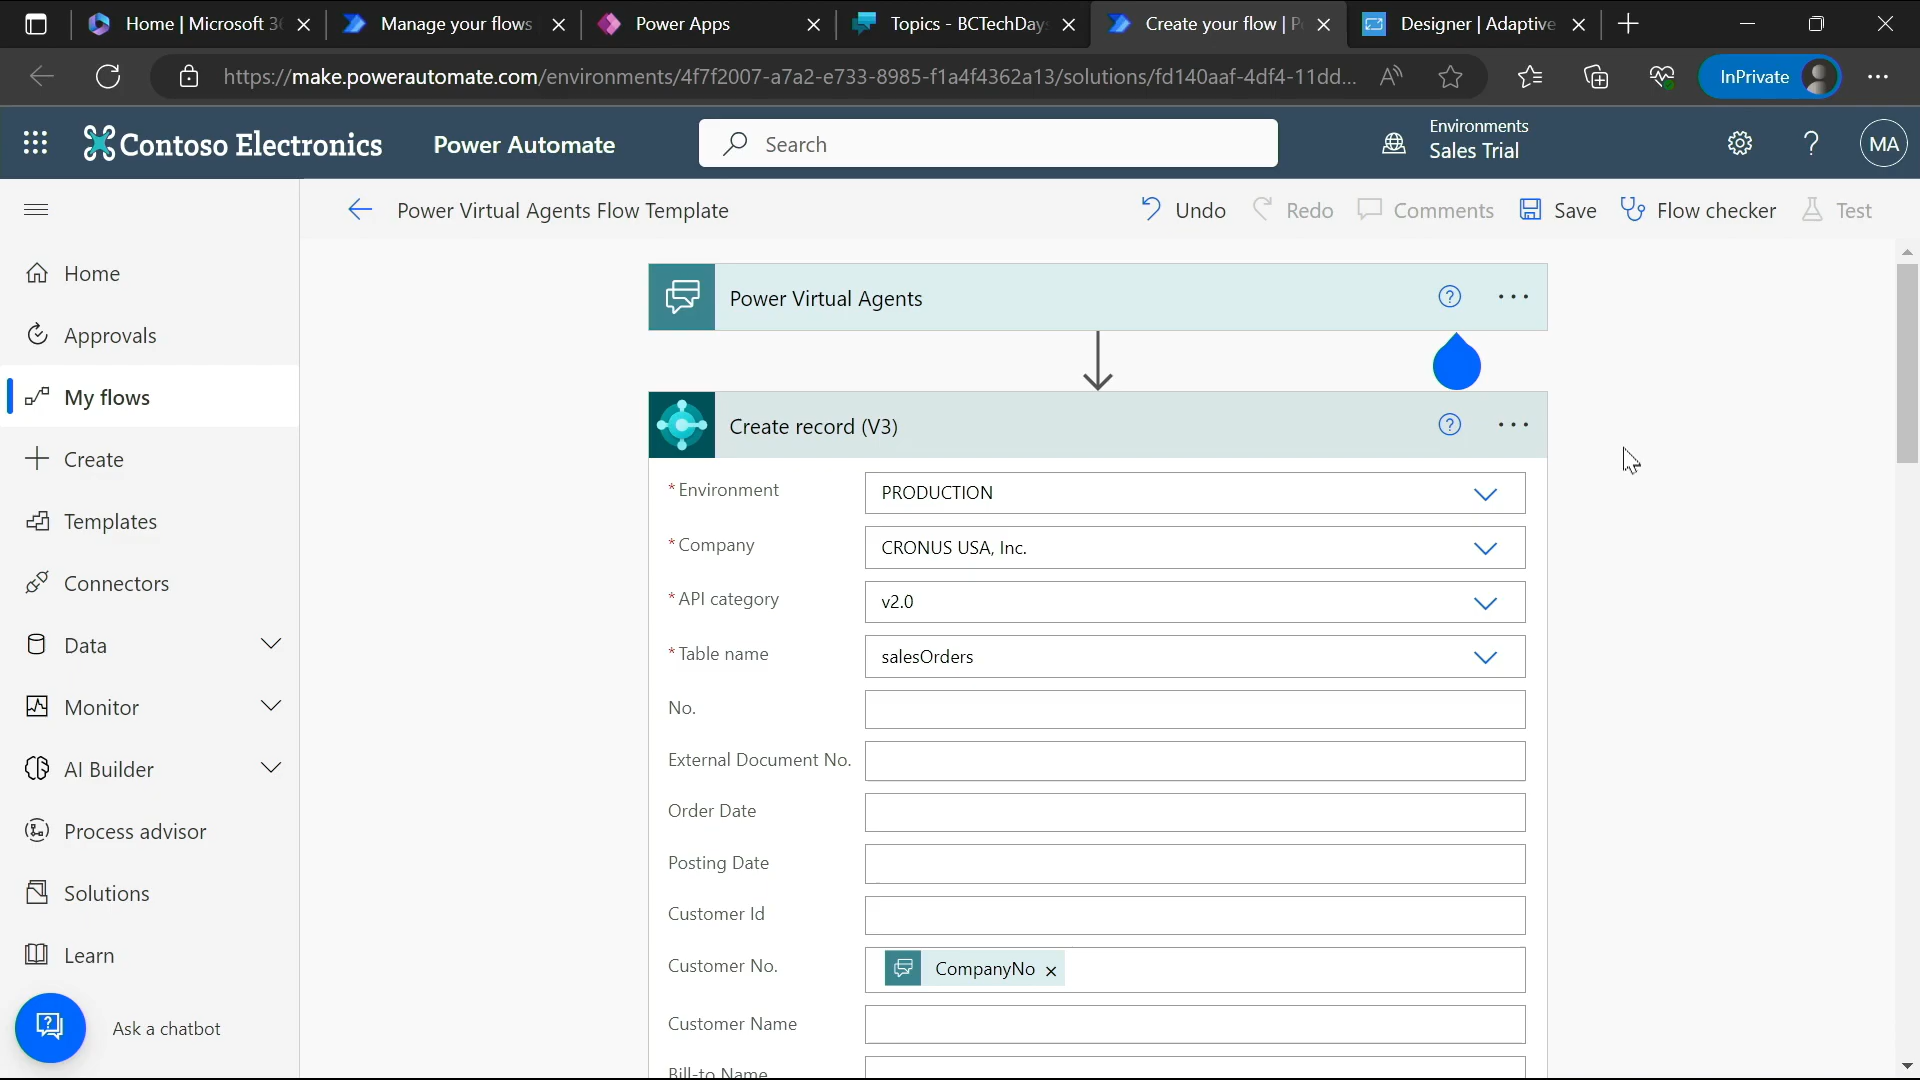 Home | Microsoft 3
Manage your flows
Power Apps
Topics - BCTechDay
Create your flow | P
Designer | Adaptive
https://make.powerautomate.com/environments/4f7f2007-a7a2-e733-8985-f1a4f4362a13/solutions/fd140aaf-4df4-11dd...
InPrivate
Contoso Electronics
Power Automate
Search
Environments
Sales Trial
MA
Power Virtual Agents Flow Template
Undo
Redo
Comments
Save
Flow checker
Test
Home
Approvals
My flows
Create
Templates
Connectors
Data
Monitor
AI Builder
Process advisor
Solutions
Learn
Ask a chatbot
Power Virtual Agents
Create record (V3)
* Environment
PRODUCTION
* Company
CRONUS USA, Inc.
* API category
v2.0
* Table name
salesOrders
No.
External Document No.
Order Date
Posting Date
Customer Id
Customer No.
CompanyNo
Customer Name
Bill-to Name